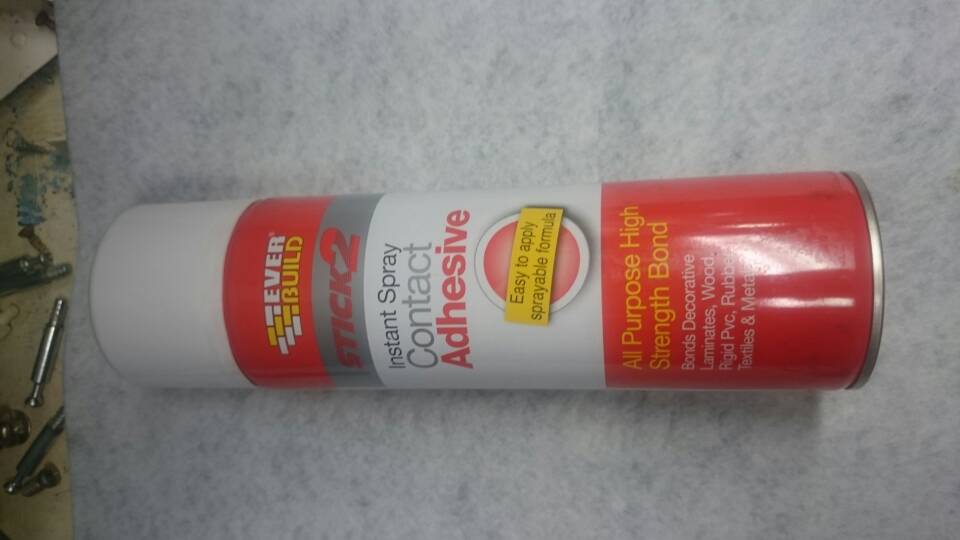 EVER®
BUILD
STICK2
Instant Spray
Contact
Adhesive
Easy to apply
sprayable formula
All Purpose High
Strength Bond
Bonds Decorative
Laminates, Wood,
Rigid Pvc, Rubber
Textiles & Metal